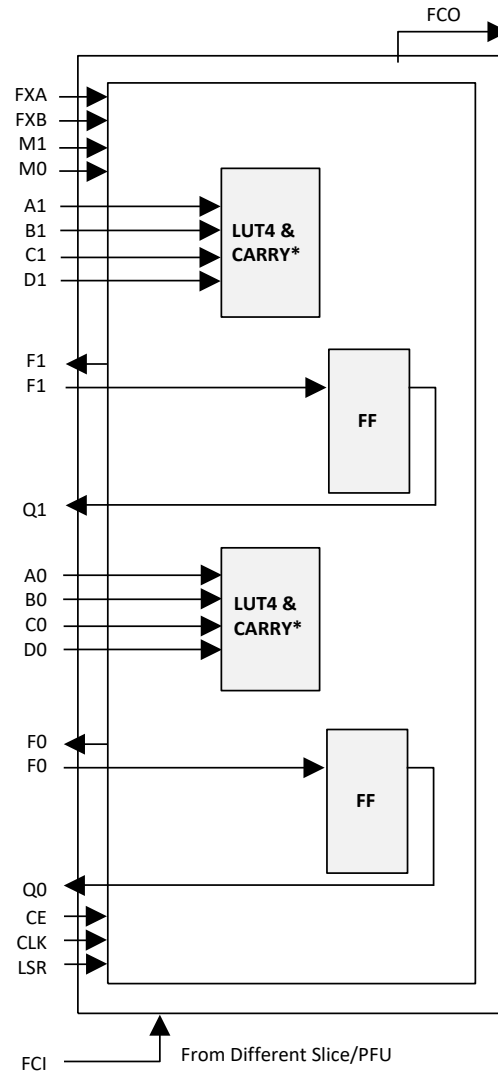 FCO
FXA
FXB
M1
M0
A1
B1
C1
D1
LUT4 &
CARRY*
F1
F1
FF
Q1
A0
B0
C0
D0
LUT4 &
CARRY*
F0
F0
FF
Q0
CE
CLK
LSR
FCI
From Different Slice/PFU